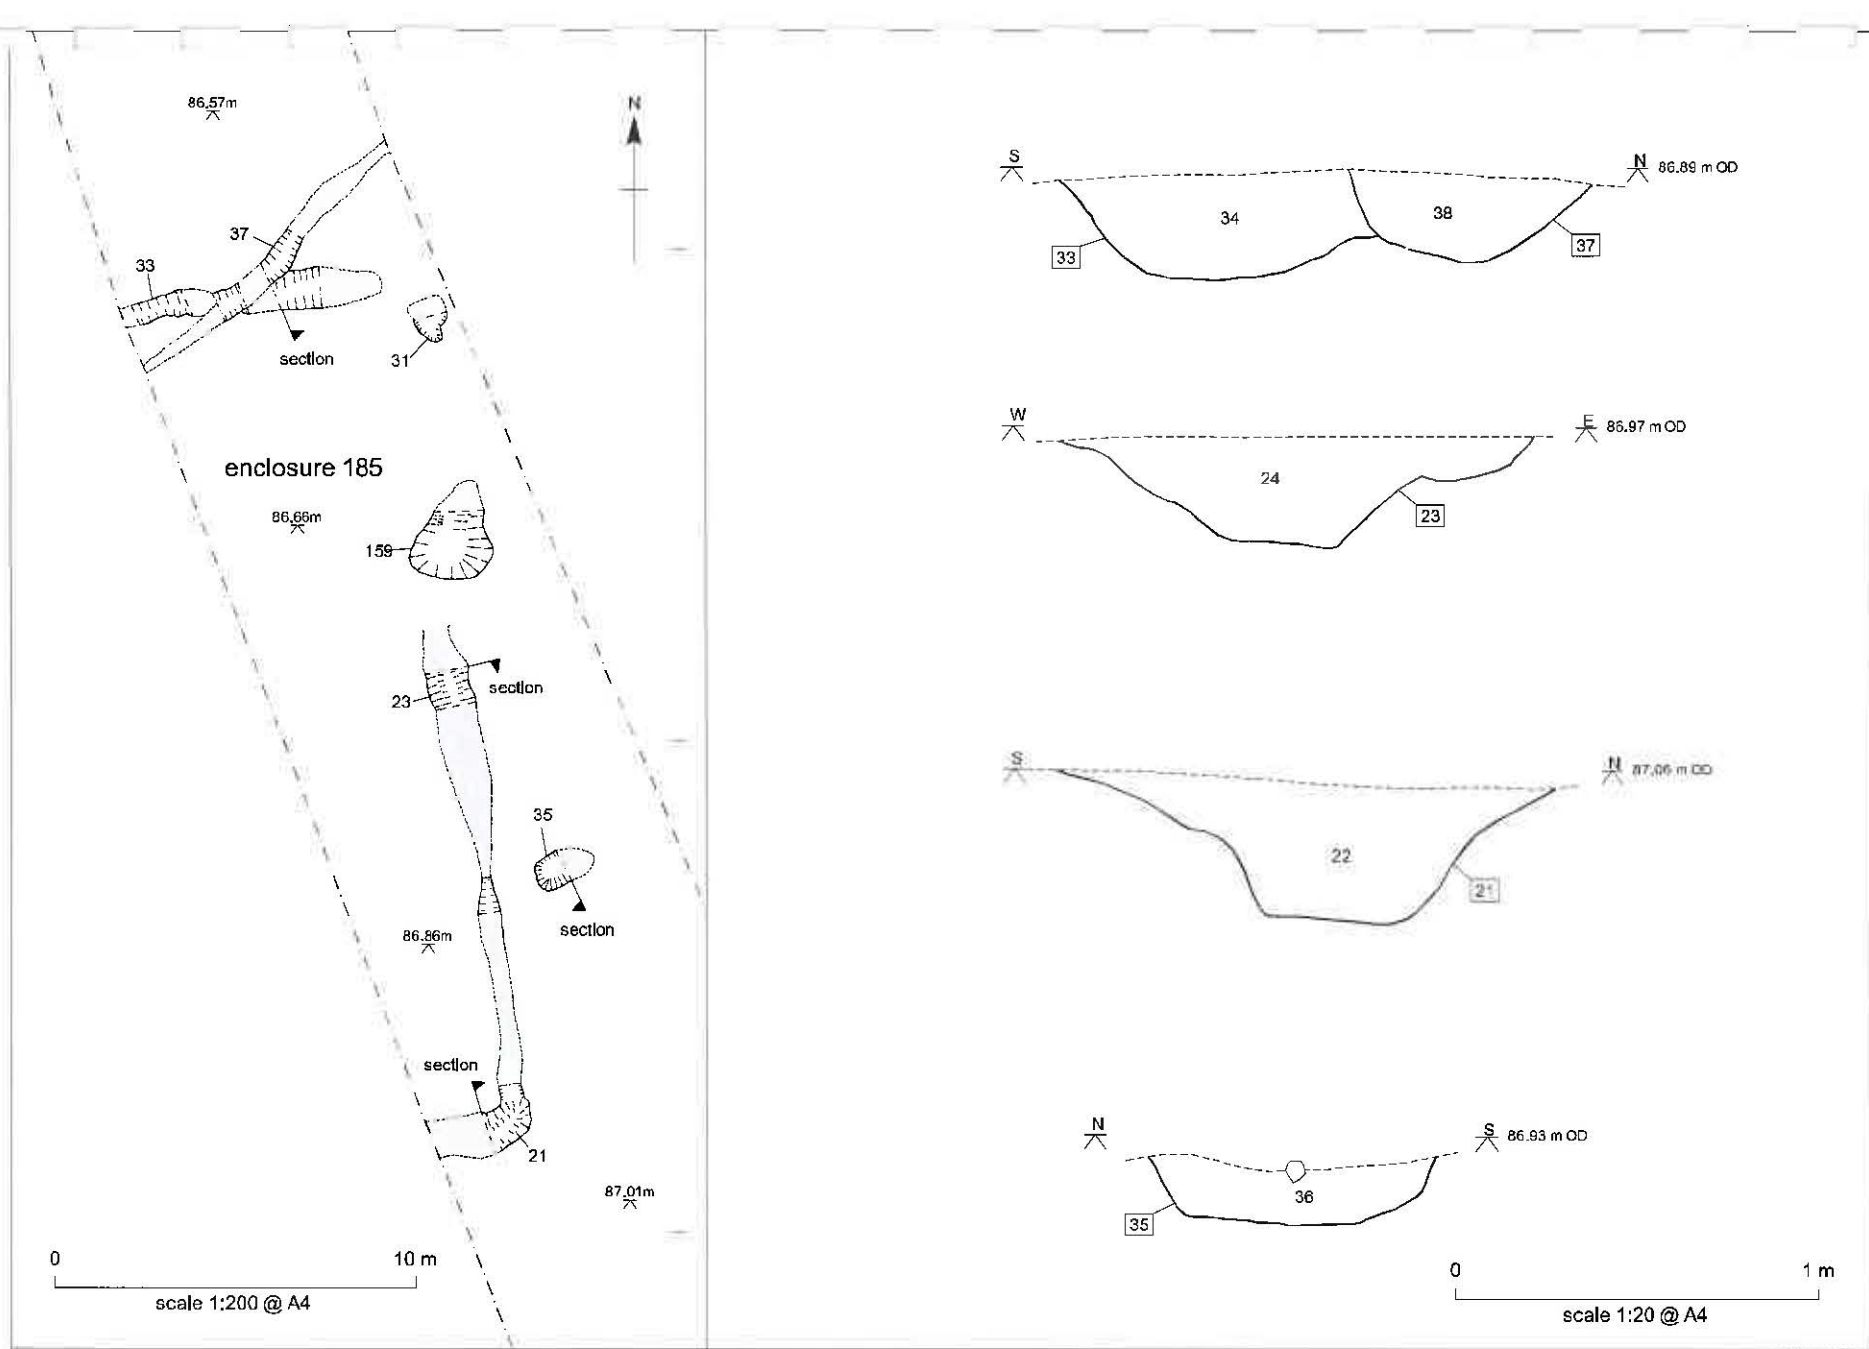 86.57m
N
37
33
section
31
enclosure 185
86.66m
159
section
23
35
section
86.86m
section
21
87.01m
0 10 m
scale 1:200 @ A4
S N 86.89 m OD
34 38
33 37
W E 86.97 m OD
24
23
S N 87.06 m OD
22
21
N S 86.93 m OD
36
35
0 1 m
scale 1:20 @ A4